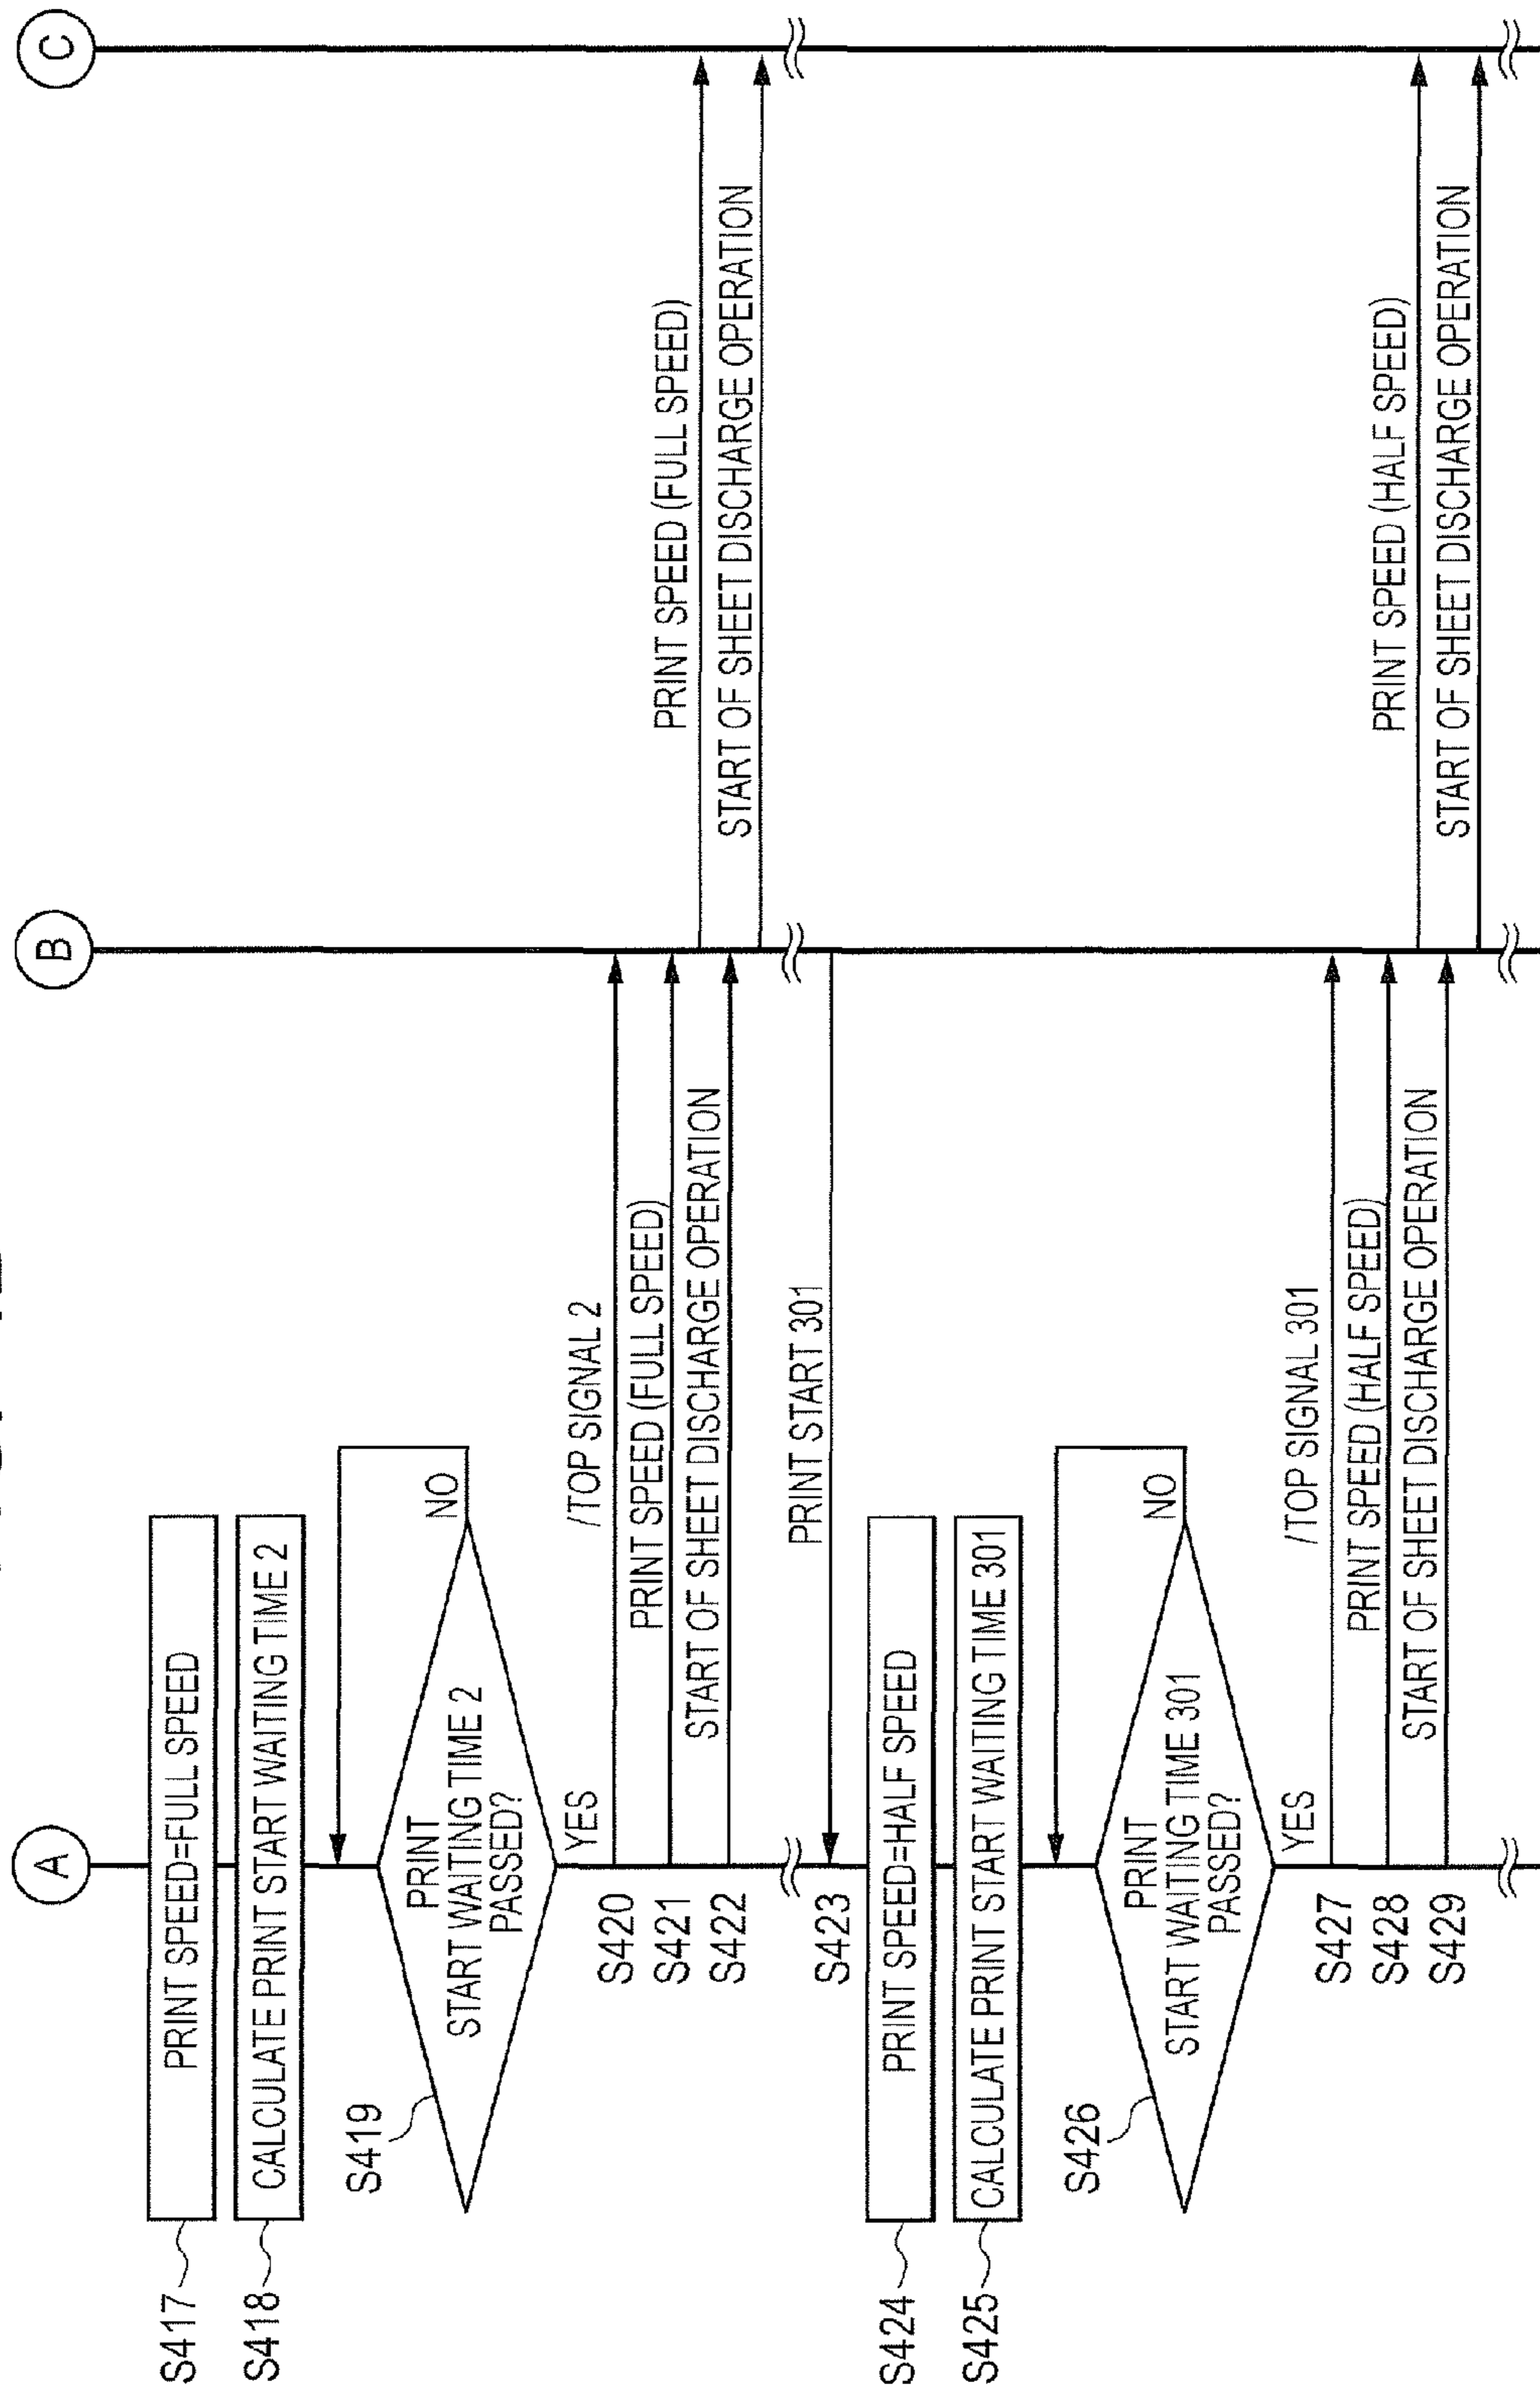 A
B
C
S417
PRINT SPEED=FULL SPEED
S418
CALCULATE PRINT START WAITING TIME 2
S419
PRINT
START WAITING TIME 2
PASSED?
NO
YES
S420
/TOP SIGNAL 2
S421
PRINT SPEED (FULL SPEED)
PRINT SPEED (FULL SPEED)
S422
START OF SHEET DISCHARGE OPERATION
START OF SHEET DISCHARGE OPERATION
S423
PRINT START 301
S424
PRINT SPEED=HALF SPEED
S425
CALCULATE PRINT START WAITING TIME 301
S426
PRINT
START WAITING TIME 301
PASSED?
NO
YES
S427
/TOP SIGNAL 301
S428
PRINT SPEED (HALF SPEED)
PRINT SPEED (HALF SPEED)
S429
START OF SHEET DISCHARGE OPERATION
START OF SHEET DISCHARGE OPERATION